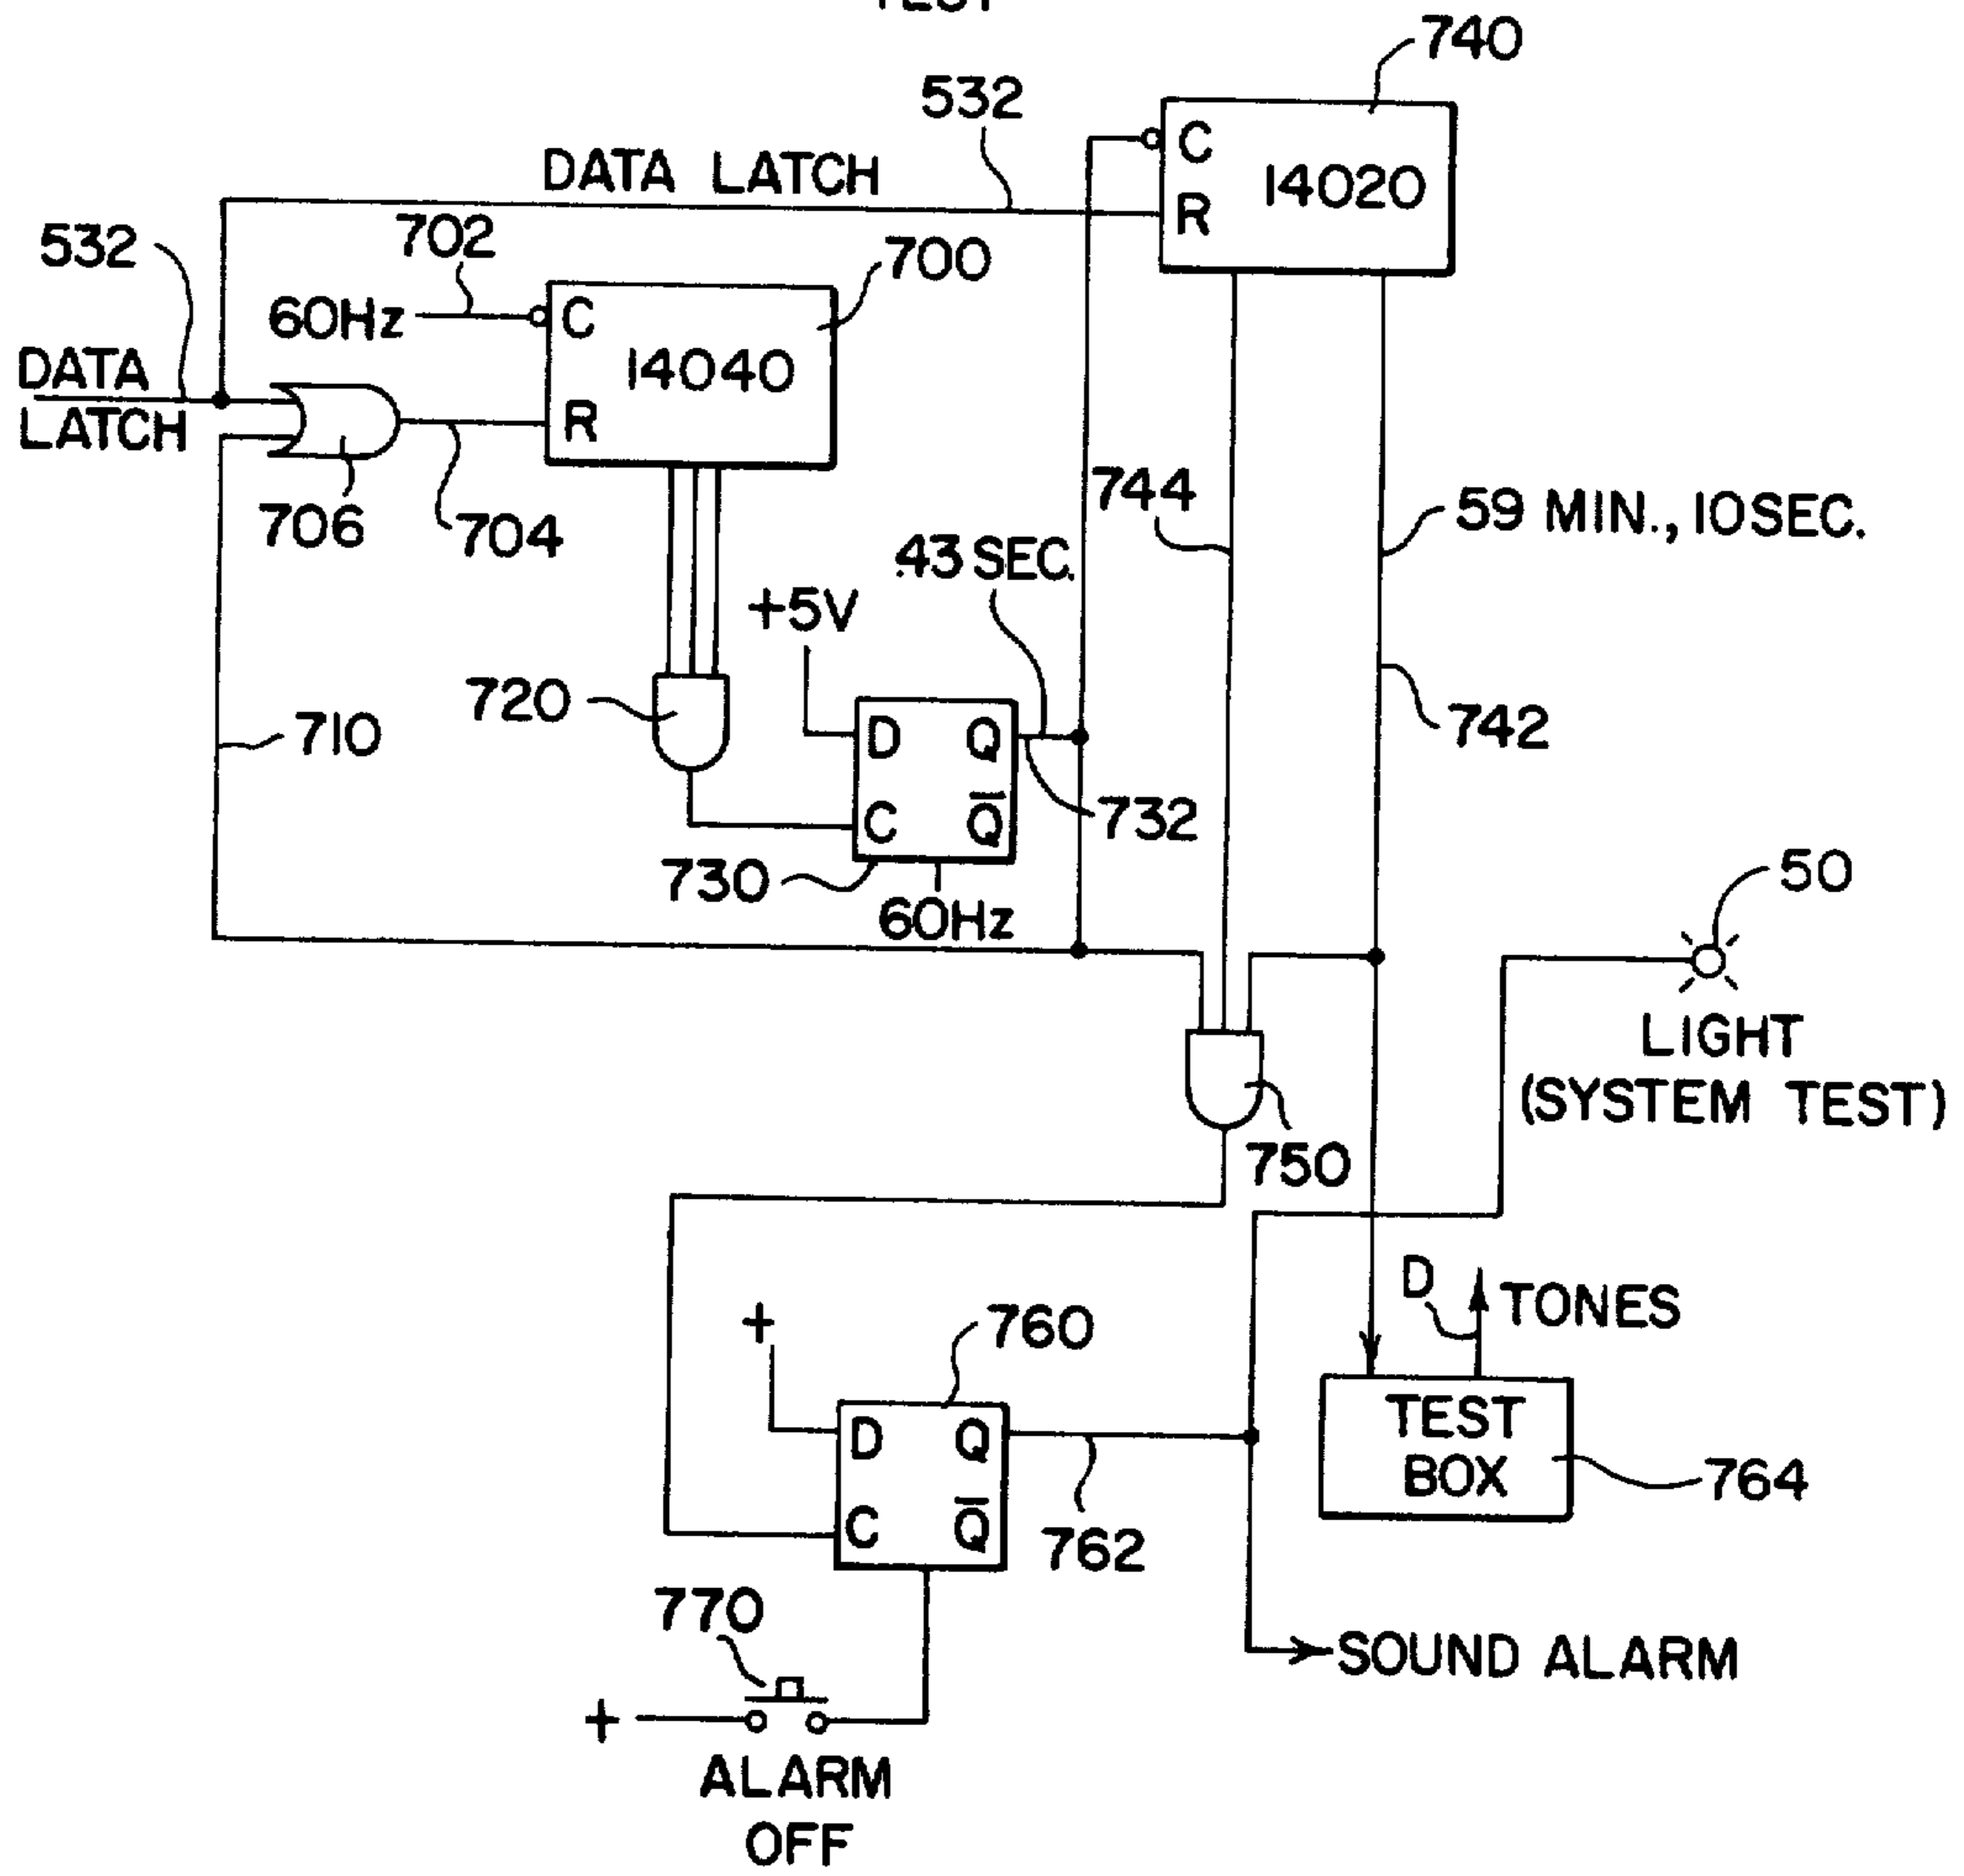 740
532
DATA LATCH
C
14020
R
532
702
700
60Hz
C
14040
DATA
LATCH
R
706
704
744
59 MIN., 10 SEC.
.43 SEC.
+5V
720
710
D Q
742
C Q̅
732
730
60Hz
50
LIGHT
(SYSTEM TEST)
750
D
TONES
+
760
TEST
BOX
764
D Q
C Q̅
762
770
SOUND ALARM
+
ALARM
OFF